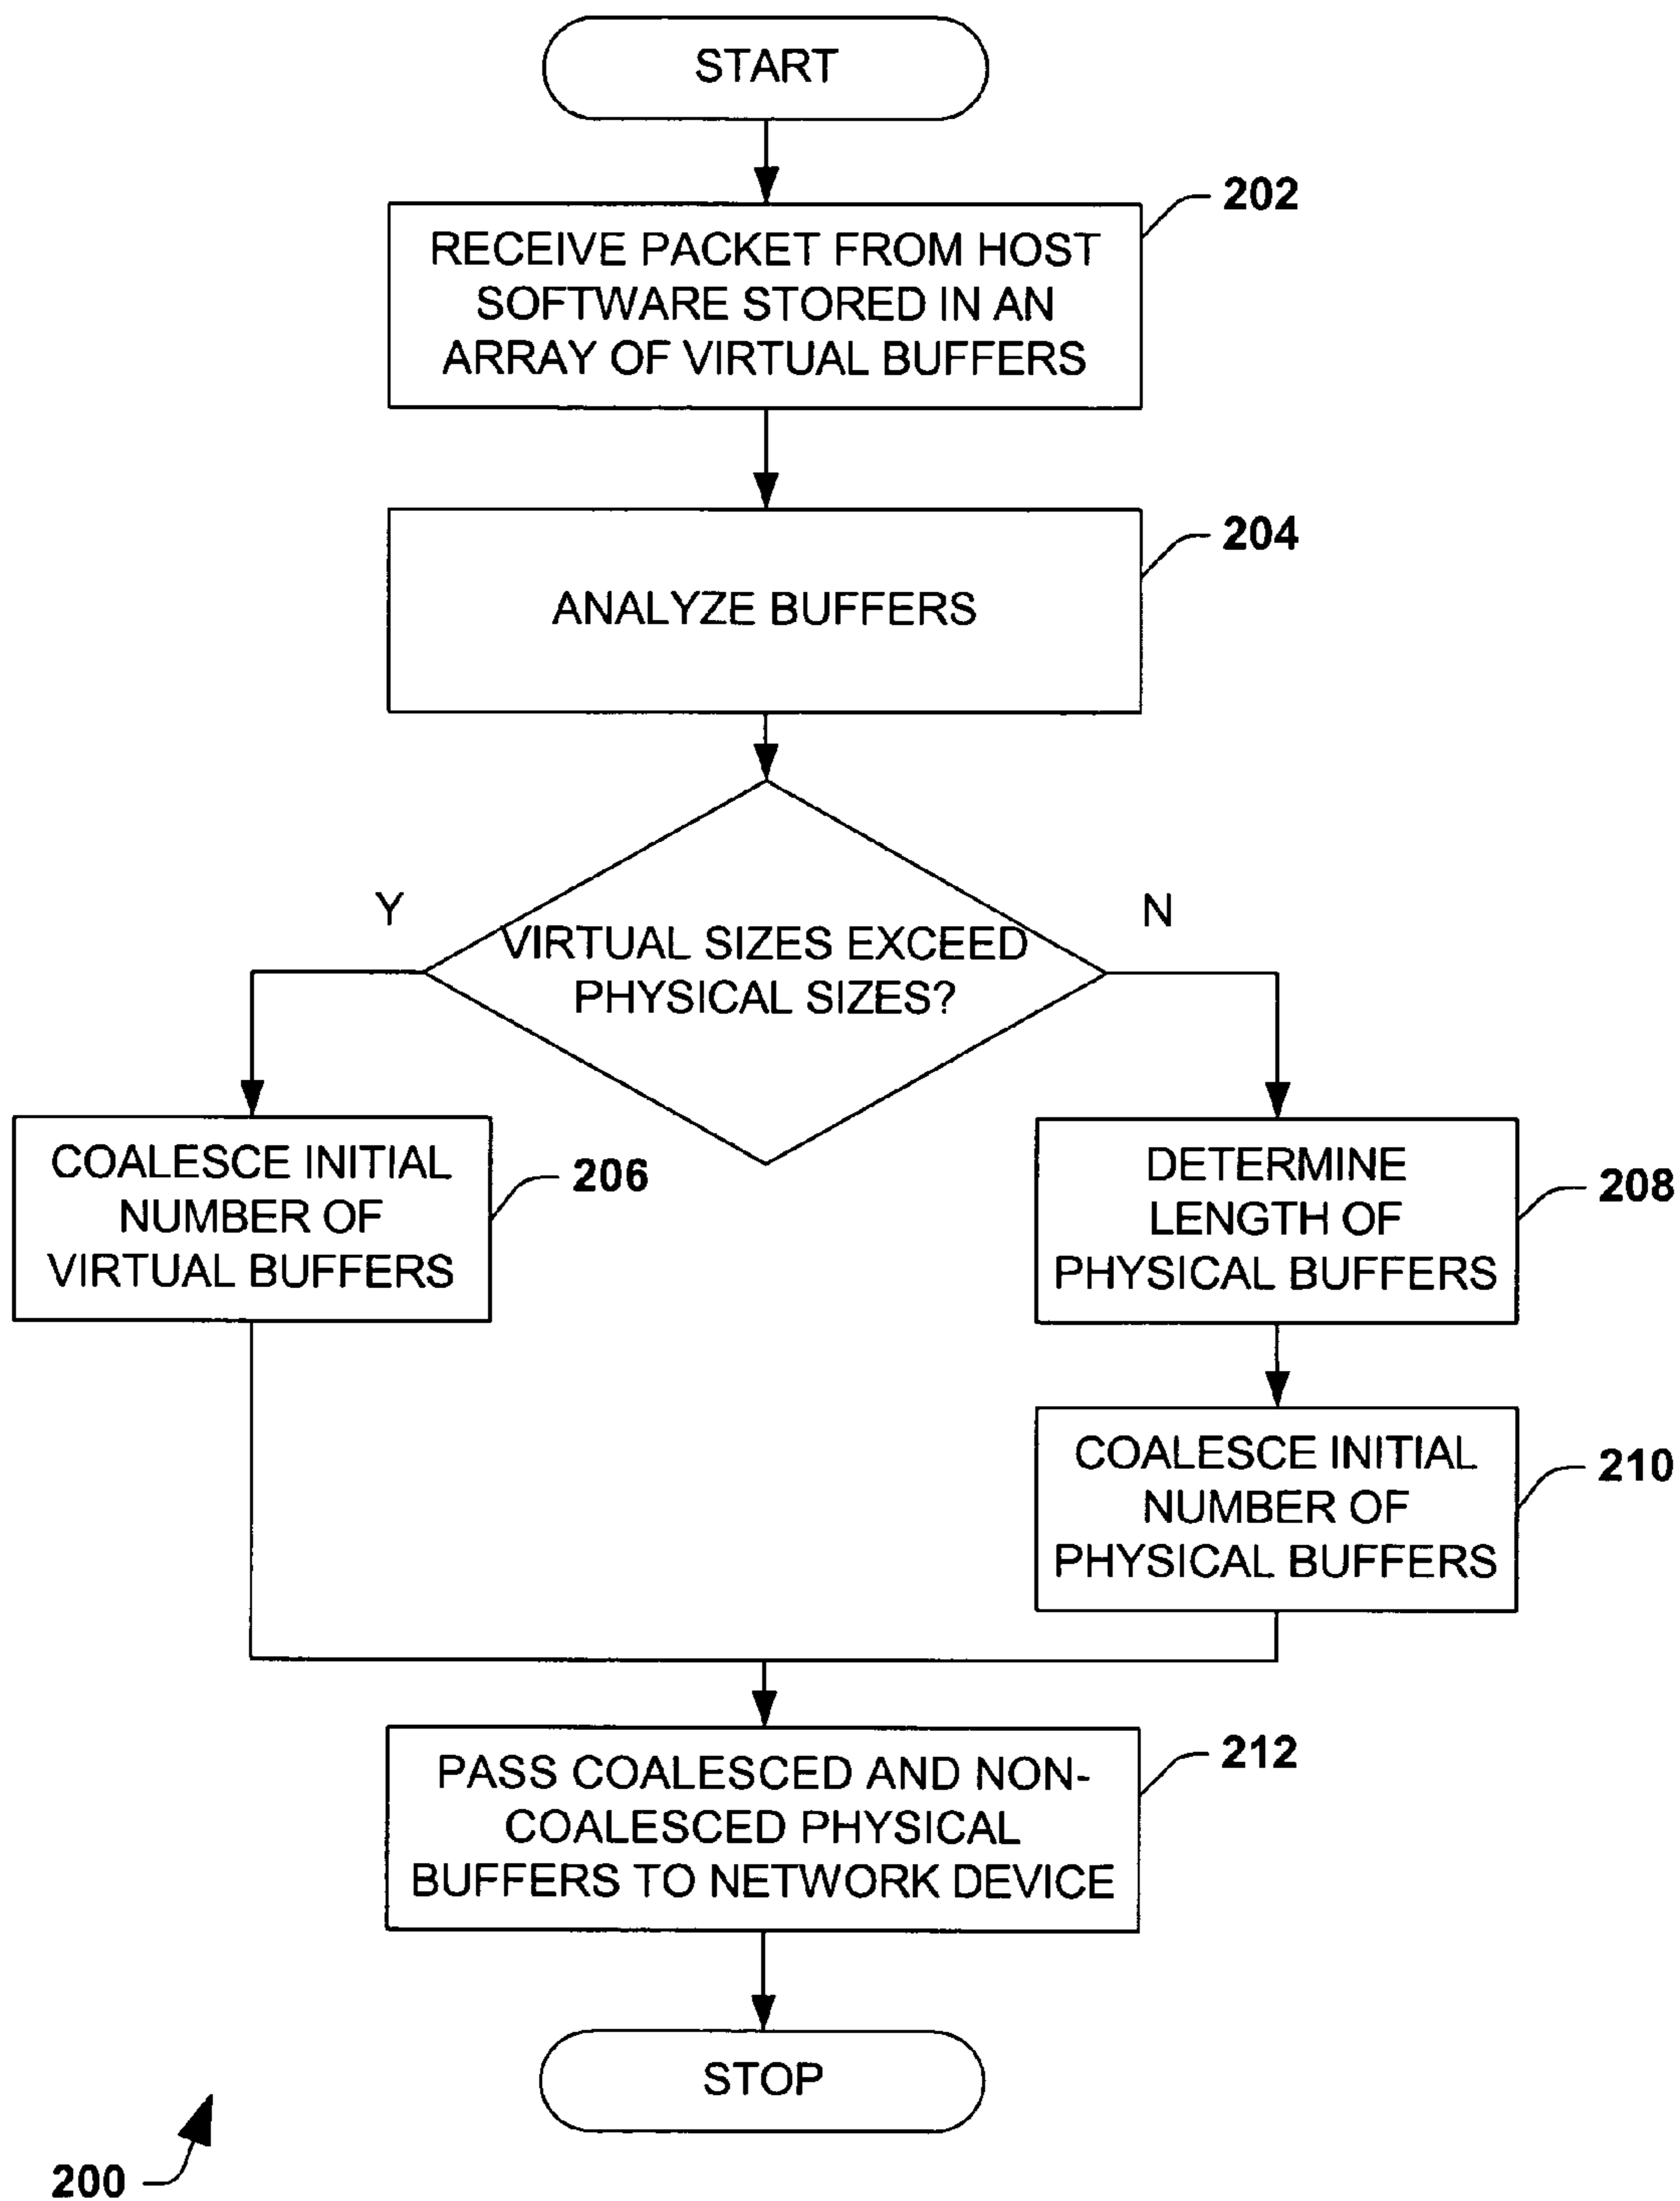 START
202
RECEIVE PACKET FROM HOST
SOFTWARE STORED IN AN
ARRAY OF VIRTUAL BUFFERS
204
ANALYZE BUFFERS
Y
N
VIRTUAL SIZES EXCEED
PHYSICAL SIZES?
COALESCE INITIAL
NUMBER OF
VIRTUAL BUFFERS
206
DETERMINE
LENGTH OF
PHYSICAL BUFFERS
208
COALESCE INITIAL
NUMBER OF
PHYSICAL BUFFERS
210
PASS COALESCED AND NON-
COALESCED PHYSICAL
BUFFERS TO NETWORK DEVICE
212
STOP
200